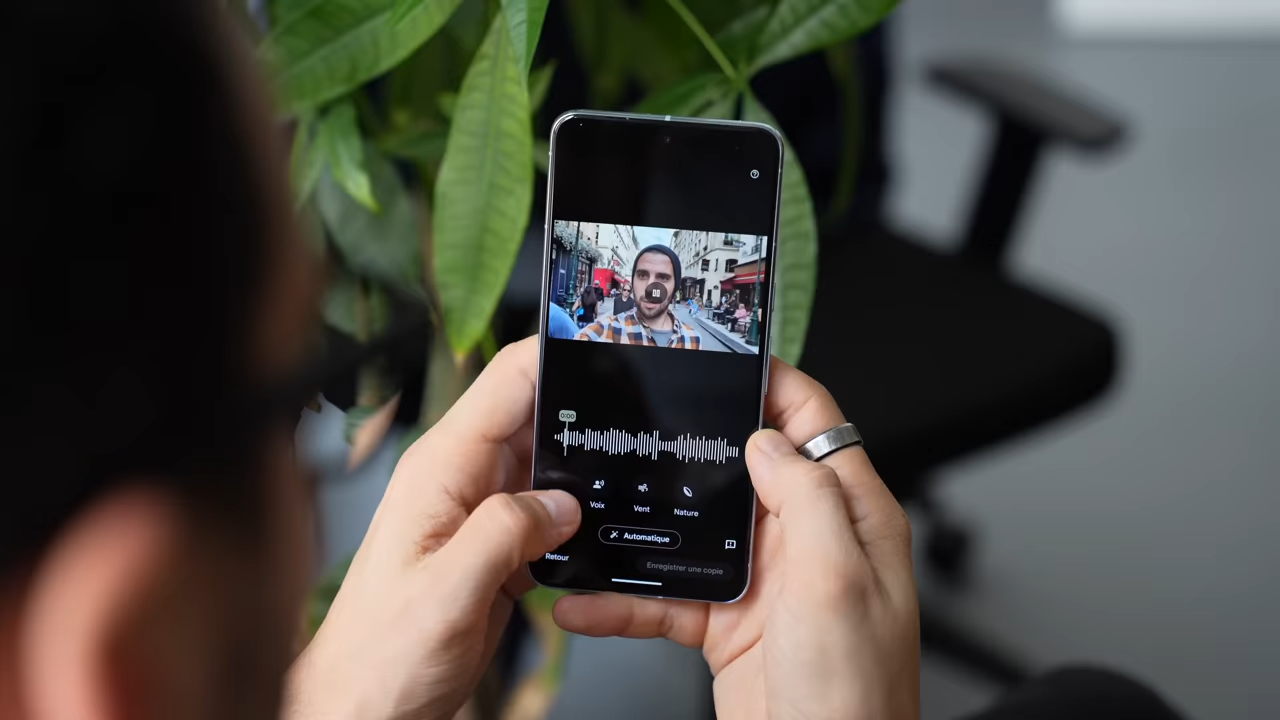 0:00
Voix
Vent
Nature
Automatique
Retour
Enregistrer une copie